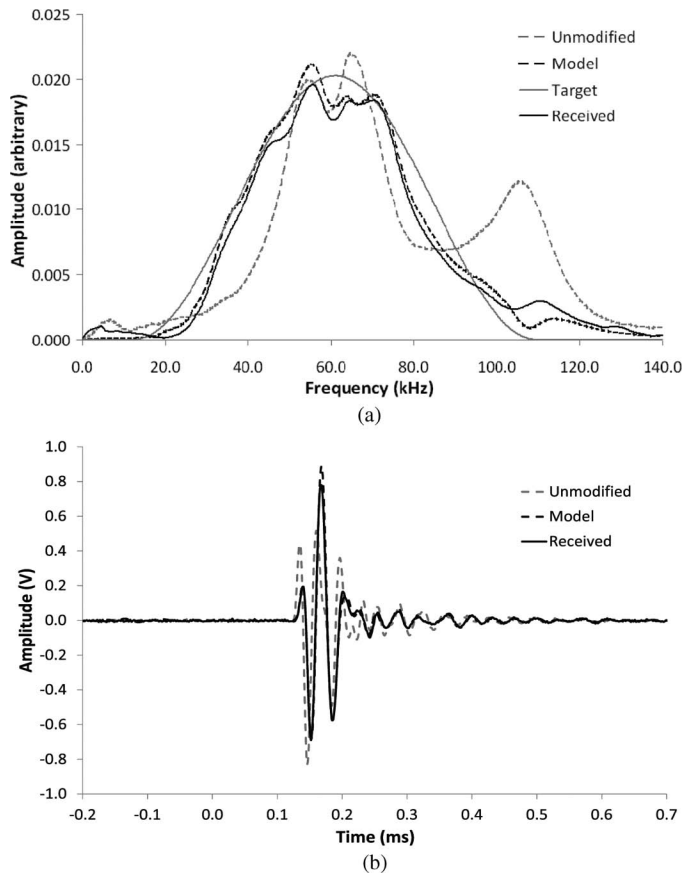 0.025
0.020
0.015
0.010
0.005
0.000
Amplitude (arbitrary)
Unmodified
Model
Target
Received
0.0 20.0 40.0 60.0 80.0 100.0 120.0 140.0
Frequency (kHz)
(a)
1.0
0.8
0.6
0.4
0.2
0.0
-0.2
-0.4
-0.6
-0.8
-1.0
Amplitude (V)
Unmodified
Model
Received
-0.2 -0.1 0.0 0.1 0.2 0.3 0.4 0.5 0.6 0.7
Time (ms)
(b)